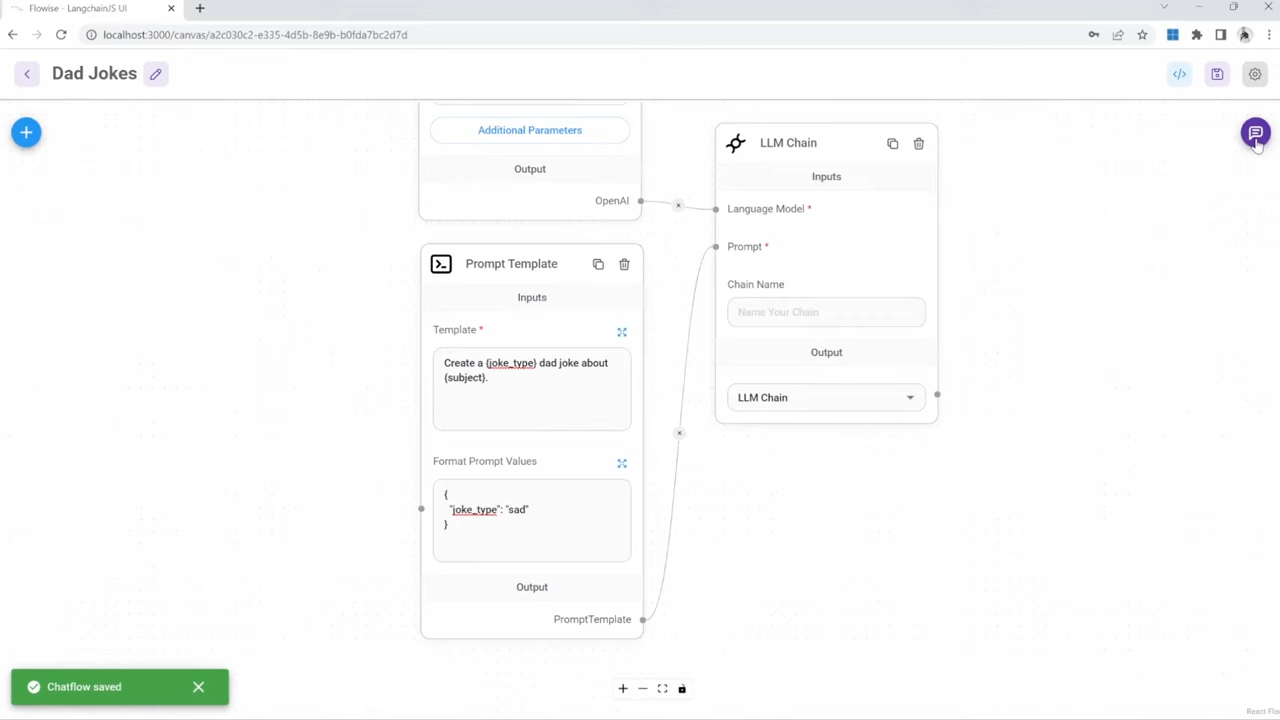 Flowise - LangchainJS UI
localhost:3000/canvas/a2c030c2-e335-4d5b-8e9b-b0fda7bc2d7d
Dad Jokes
Additional Parameters
Output
OpenAI
Prompt Template
Inputs
Template *
Create a {joke_type} dad joke about
{subject}.
Format Prompt Values
{
"joke_type": "sad"
}
Output
PromptTemplate
LLM Chain
Inputs
Language Model *
Prompt *
Chain Name
Name Your Chain
Output
LLM Chain
Chatflow saved
React Flo